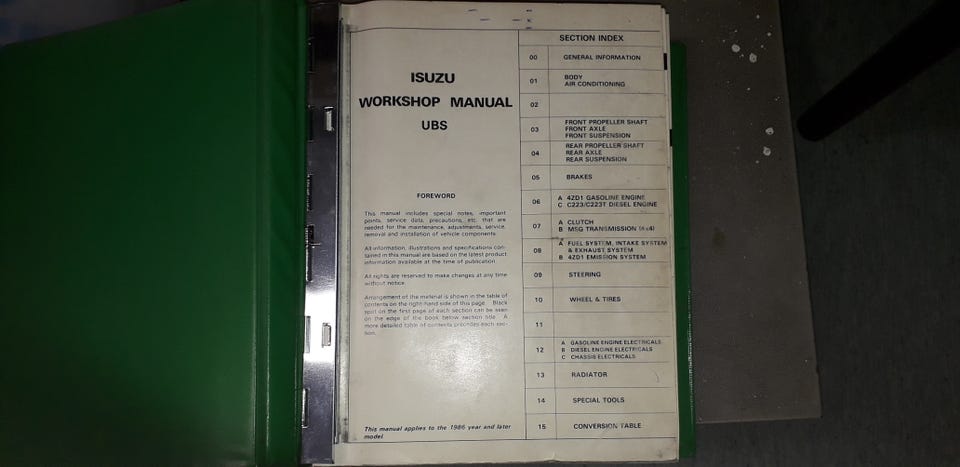 ISUZU
WORKSHOP MANUAL
UBS
FOREWORD
This manual includes special notes, important
points, service data, precautions, etc. that are
needed for the maintenance, adjustments, service,
removal and installation of vehicle components.
All information, illustrations and specifications con-
tained in this manual are based on the latest product
information available at the time of publication.
All rights are reserved to make changes at any time
without notice.
Arrangement of the material is shown in the table of
contents on the right-hand side of this page. Black
spot on the first page of each section can be seen
on the edge of the book below section title. A
more detailed table of contents precedes each sec-
tion.
This manual applies to the 1986 year and later
model.
SECTION INDEX
00 GENERAL INFORMATION
01 BODY
AIR CONDITIONING
02
03 FRONT PROPELLER SHAFT
FRONT AXLE
FRONT SUSPENSION
04 REAR PROPELLER SHAFT
REAR AXLE
REAR SUSPENSION
05 BRAKES
06 A 4ZD1 GASOLINE ENGINE
C C223/C223T DIESEL ENGINE
07 A CLUTCH
B MSG TRANSMISSION (4×4)
08 A FUEL SYSTEM, INTAKE SYSTEM
& EXHAUST SYSTEM
B 4ZD1 EMISSION SYSTEM
09 STEERING
10 WHEEL & TIRES
11
12 A GASOLINE ENGINE ELECTRICALS
B DIESEL ENGINE ELECTRICALS
C CHASSIS ELECTRICALS
13 RADIATOR
14 SPECIAL TOOLS
15 CONVERSION TABLE